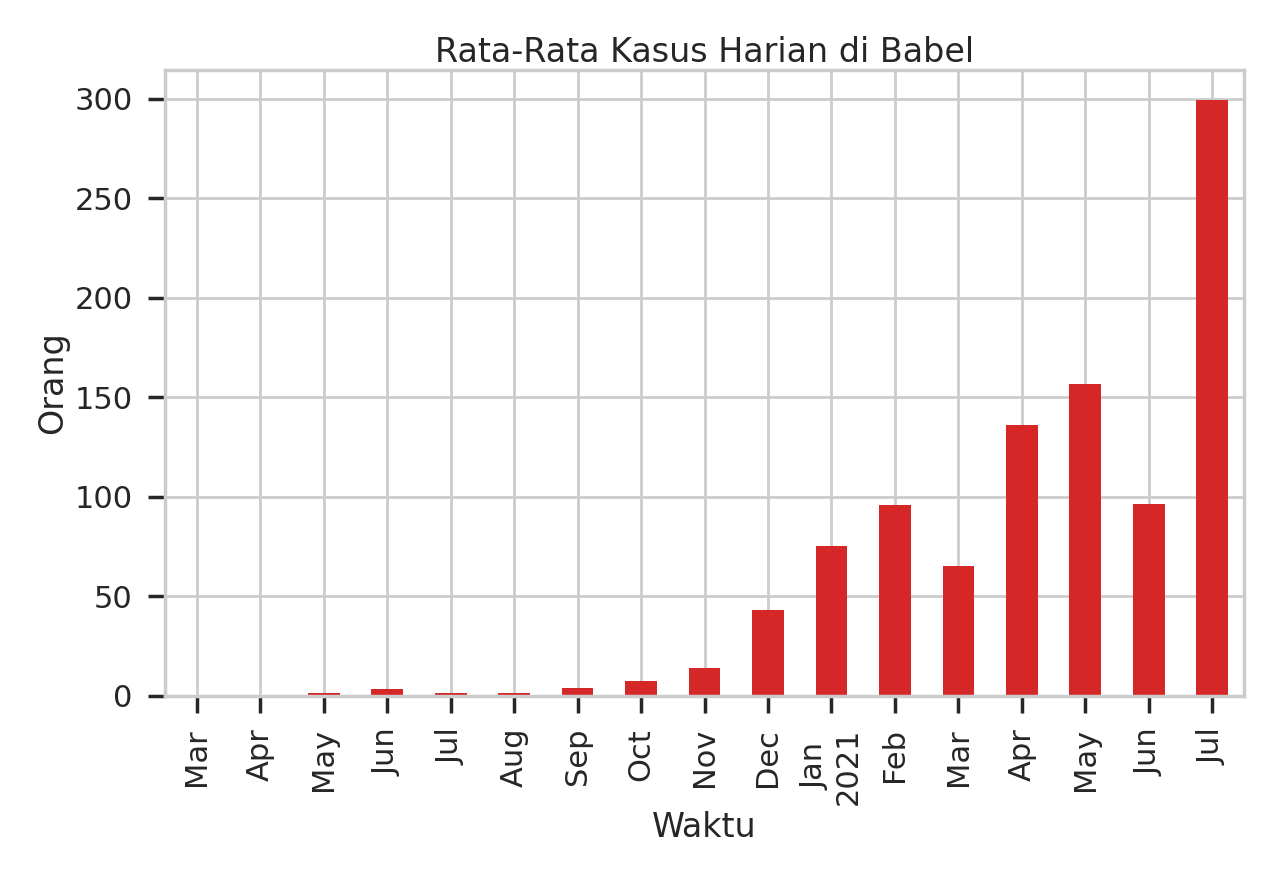 Rata-Rata Kasus Harian di Babel
300
250
200
150
100
50
0
Orang
Mar
Apr
May
Jun
Jul
Aug
Sep
Oct
Nov
Dec
Jan
2021
Feb
Mar
Apr
May
Jun
Jul
Waktu